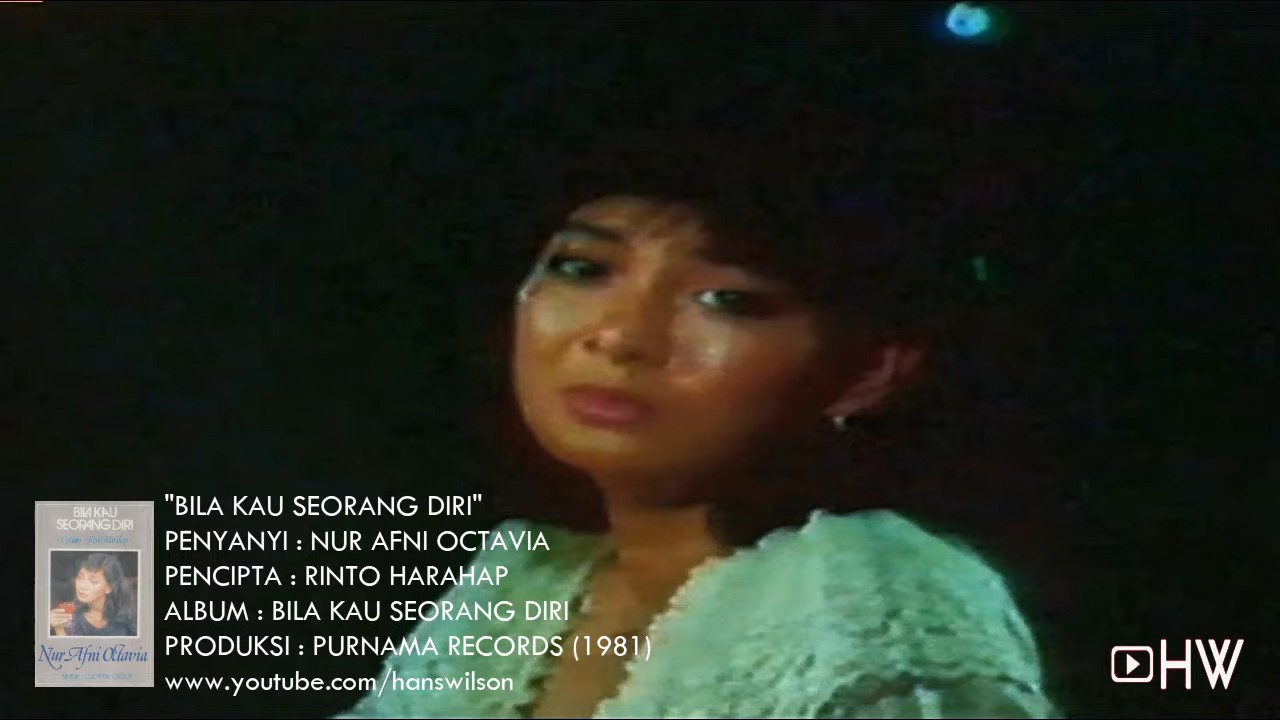 BILA KAU
SEORANG DIRI
Nur Afni Octavia
"BILA KAU SEORANG DIRI"
PENYANYI : NUR AFNI OCTAVIA
PENCIPTA : RINTO HARAHAP
ALBUM : BILA KAU SEORANG DIRI
PRODUKSI : PURNAMA RECORDS (1981)
www.youtube.com/hanswilson
HW